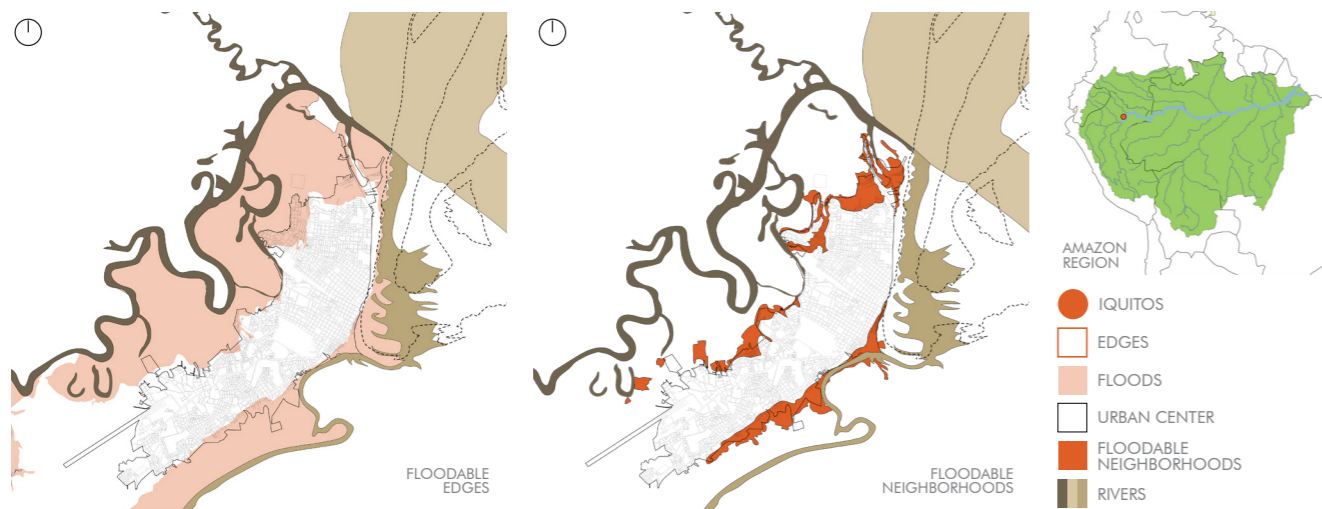 FLOODABLE
EDGES
FLOODABLE
NEIGHBORHOODS
AMAZON
REGION
IQUITOS
EDGES
FLOODS
URBAN CENTER
FLOODABLE
NEIGHBORHOODS
RIVERS